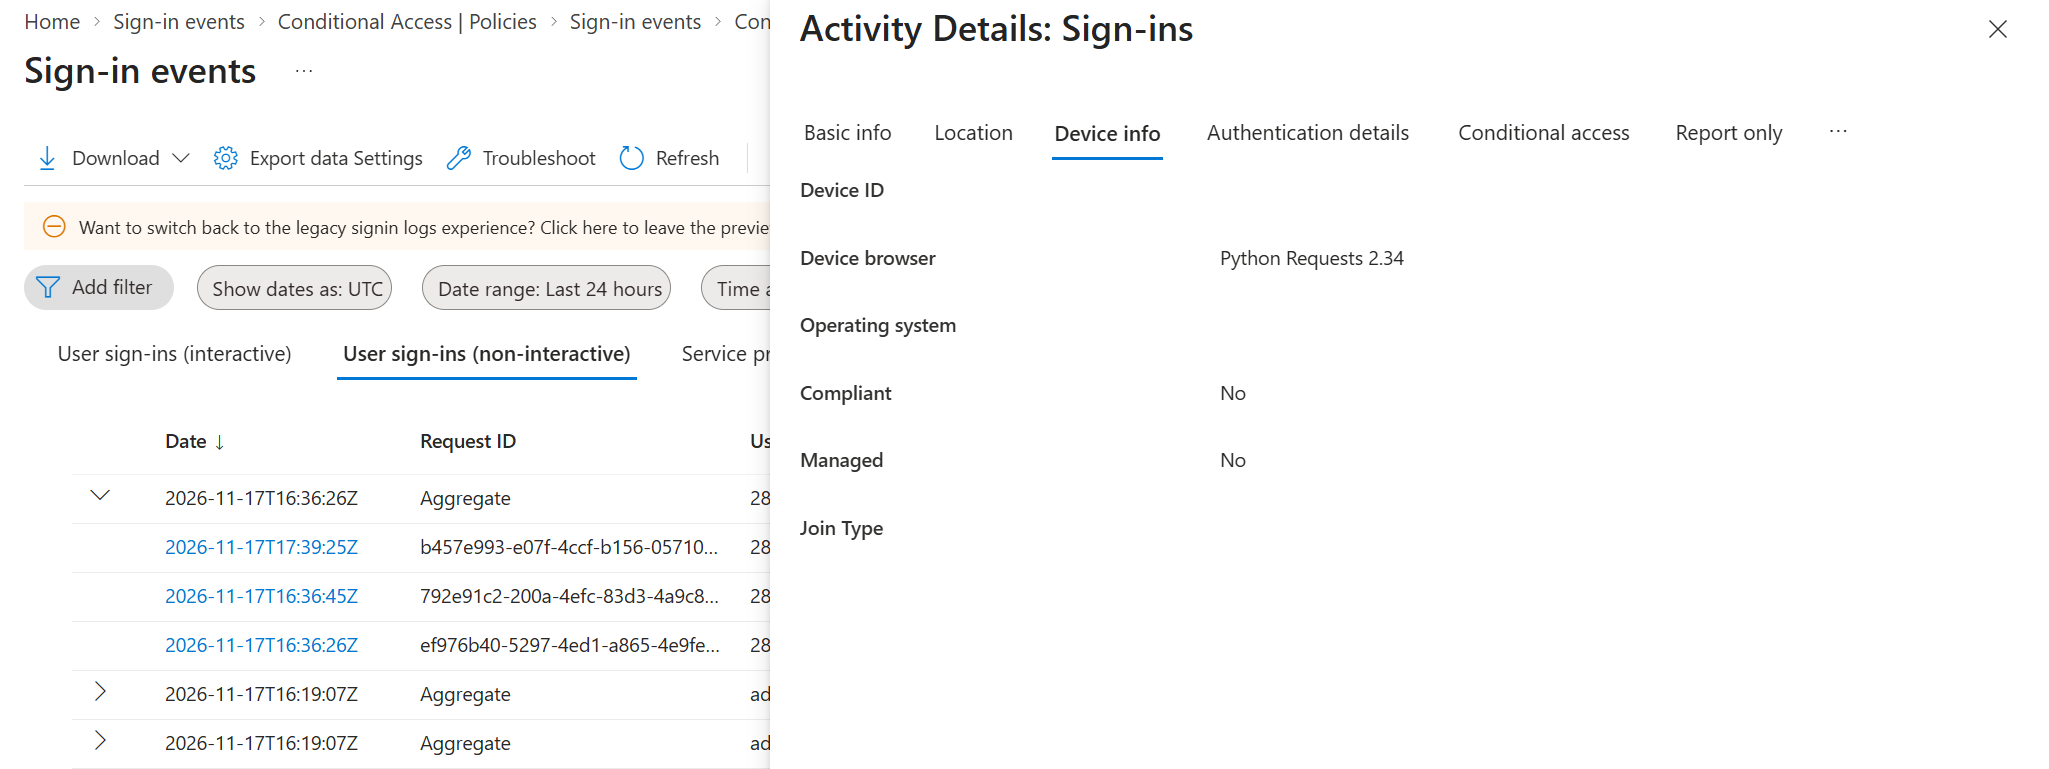 Home > Sign-in events > Conditional Access | Policies > Sign-in events > Con
Sign-in events ...
Download Export data Settings Troubleshoot Refresh
Want to switch back to the legacy signin logs experience? Click here to leave the previe
Add filter Show dates as: UTC Date range: Last 24 hours Time a
User sign-ins (interactive) User sign-ins (non-interactive) Service pr
Date ↓ Request ID Us
2026-11-17T16:36:26Z Aggregate 28
2026-11-17T17:39:25Z b457e993-e07f-4ccf-b156-05710... 28
2026-11-17T16:36:45Z 792e91c2-200a-4efc-83d3-4a9c8... 28
2026-11-17T16:36:26Z ef976b40-5297-4ed1-a865-4e9fe... 28
2026-11-17T16:19:07Z Aggregate ad
2026-11-17T16:19:07Z Aggregate ad
Activity Details: Sign-ins
Basic info Location Device info Authentication details Conditional access Report only ...
Device ID
Device browser Python Requests 2.34
Operating system
Compliant No
Managed No
Join Type